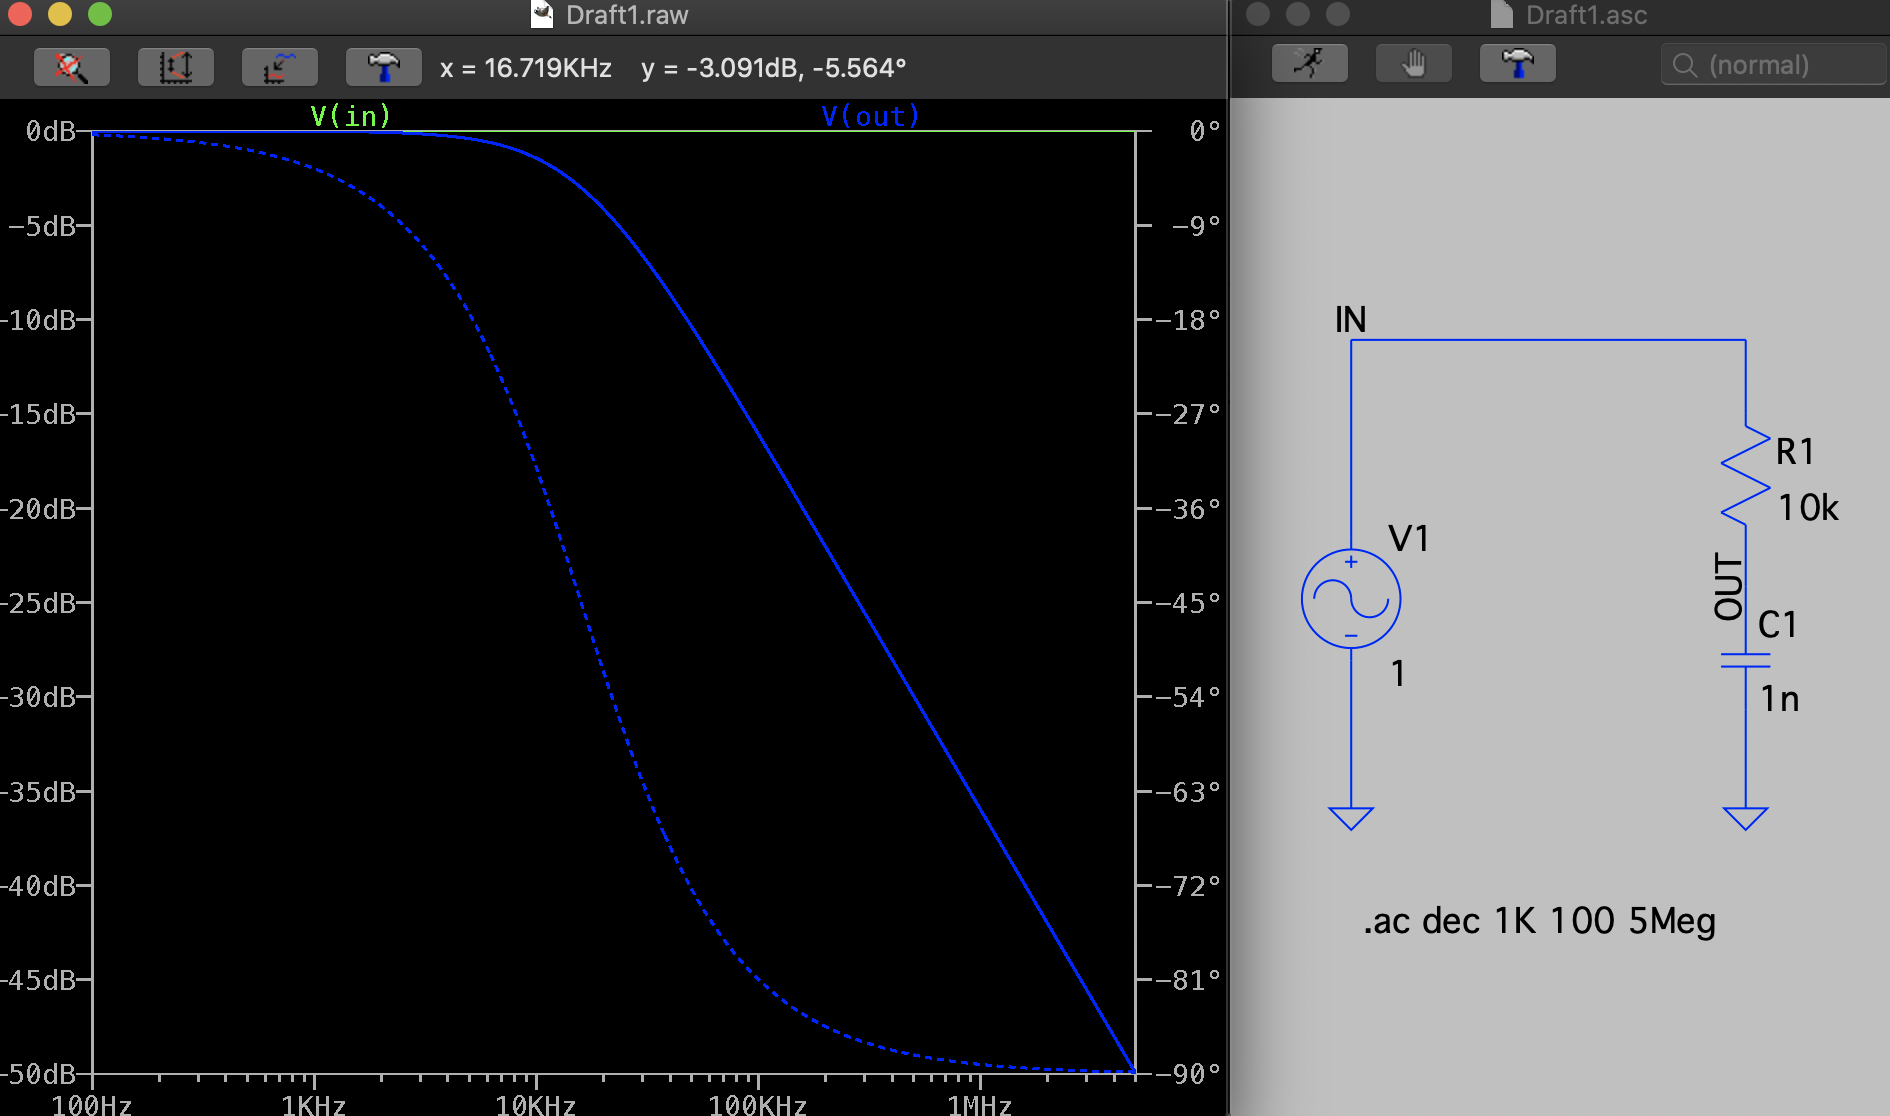 Draft1.raw
x = 16.719KHz y = -3.091dB, -5.564°
V(in) V(out)
0dB
-5dB
-10dB
-15dB
-20dB
-25dB
-30dB
-35dB
-40dB
-45dB
-50dB
0°
-9°
-18°
-27°
-36°
-45°
-54°
-63°
-72°
-81°
-90°
100Hz 1KHz 10KHz 100KHz 1MHz
Draft1.asc
(normal)
IN
R1
10k
V1
+
−
1
OUT
C1
1n
.ac dec 1K 100 5Meg